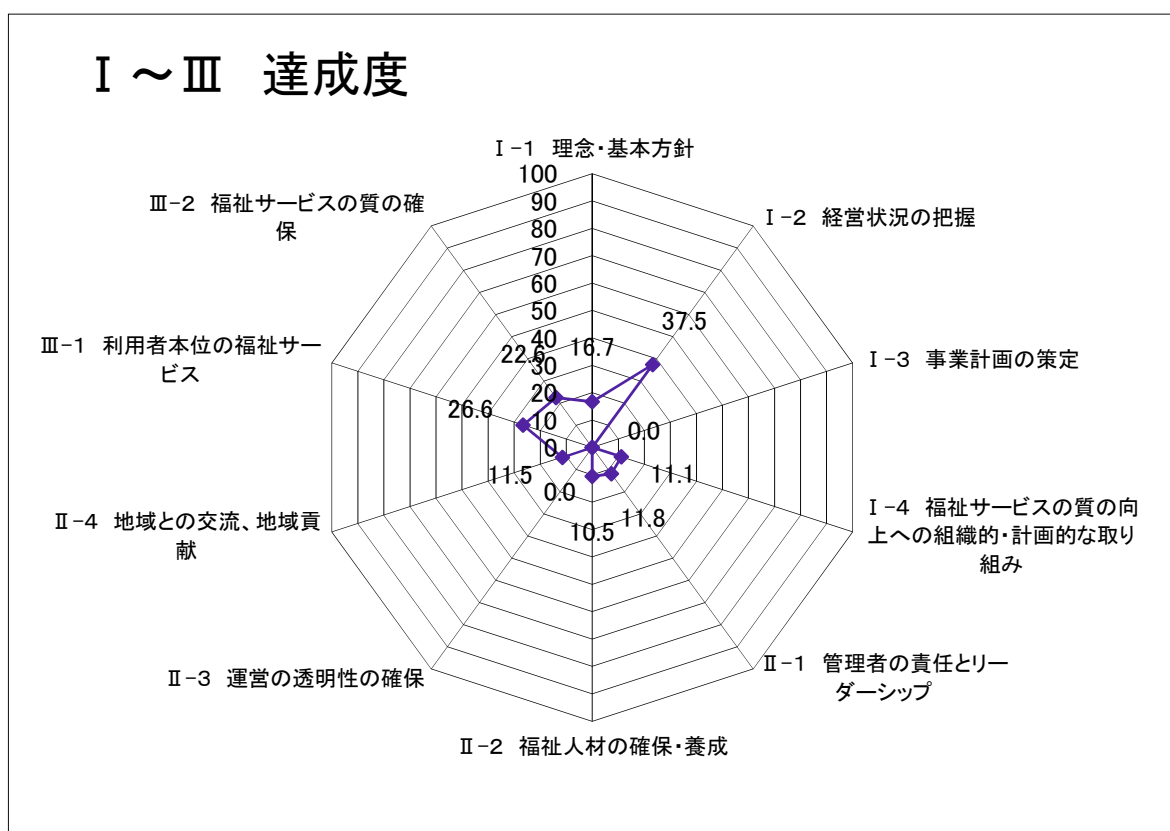 Ⅰ～Ⅲ　達成度
Ⅰ-1　理念・基本方針
Ⅰ-2　経営状況の把握
Ⅰ-3　事業計画の策定
Ⅰ-4　福祉サービスの質の向
上への組織的・計画的な取り
組み
Ⅱ-1　管理者の責任とリー
ダーシップ
Ⅱ-2　福祉人材の確保・養成
Ⅱ-3　運営の透明性の確保
Ⅱ-4　地域との交流、地域貢
献
Ⅲ-1　利用者本位の福祉サー
ビス
Ⅲ-2　福祉サービスの質の確
保
100
90
80
70
60
50
40
30
20
10
0
16.7
37.5
0.0
11.1
11.8
10.5
0.0
11.5
26.6
22.6